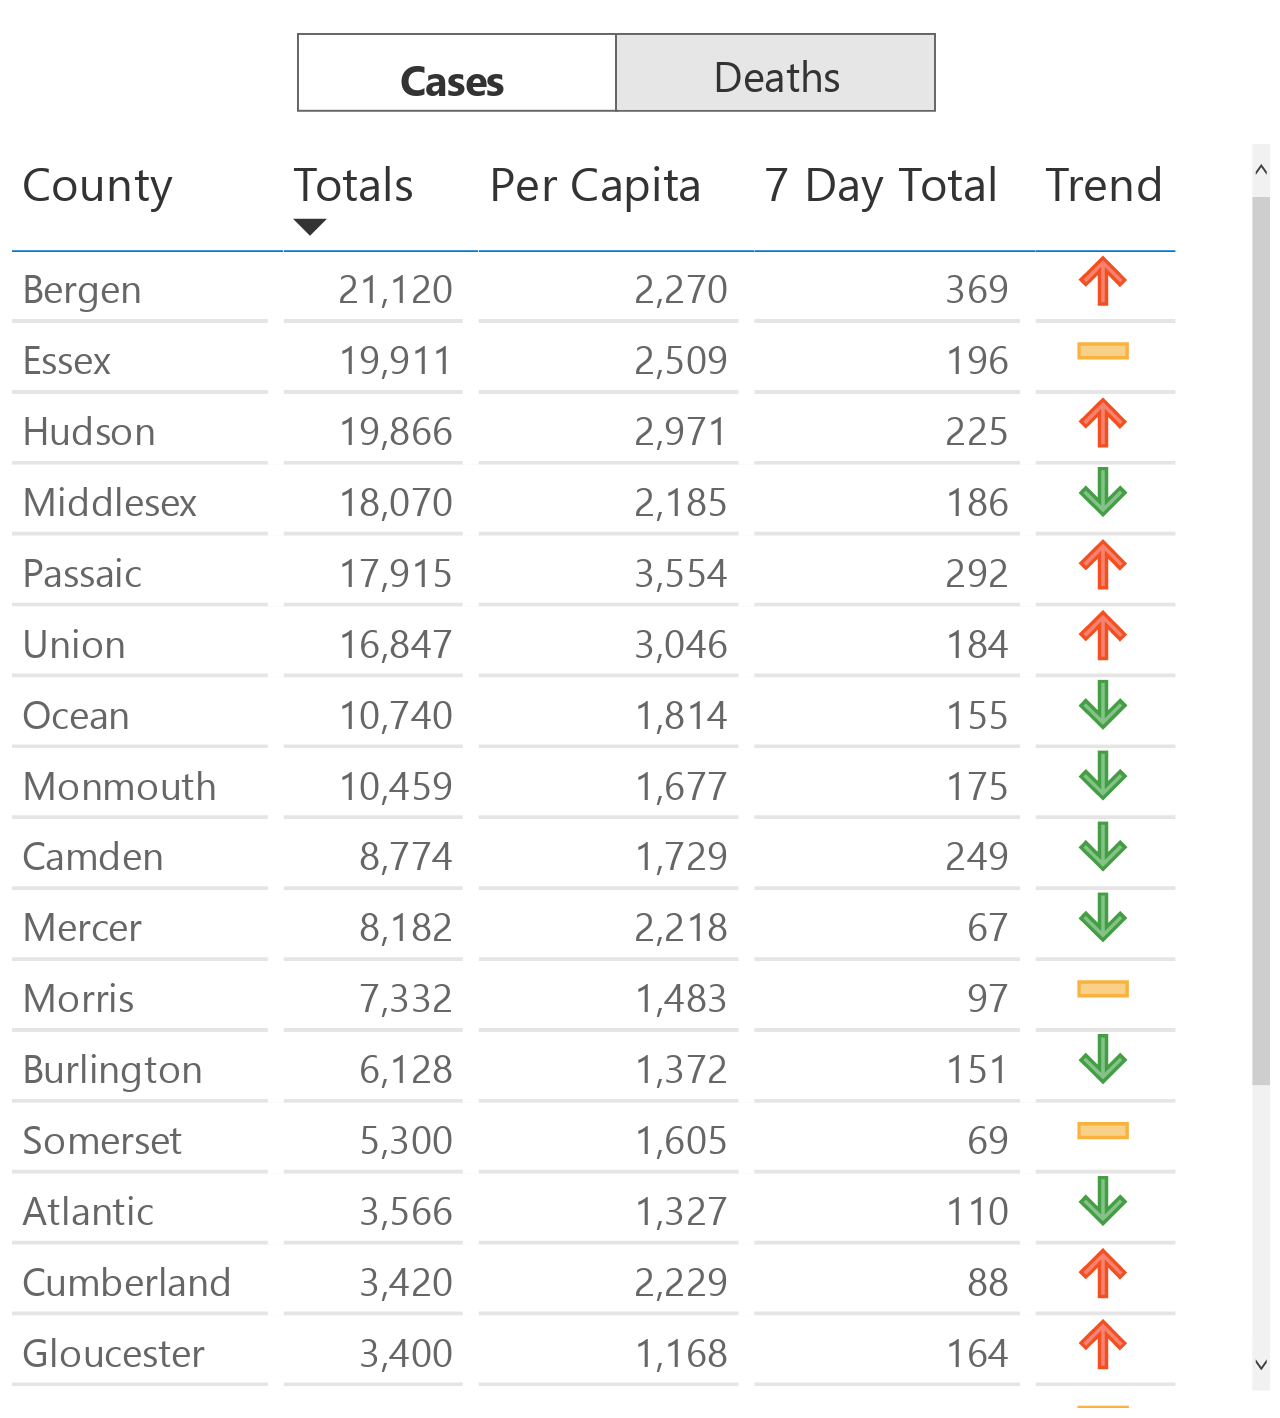 Cases Deaths
County Totals Per Capita 7 Day Total Trend
Bergen 21,120 2,270 369
Essex 19,911 2,509 196
Hudson 19,866 2,971 225
Middlesex 18,070 2,185 186
Passaic 17,915 3,554 292
Union 16,847 3,046 184
Ocean 10,740 1,814 155
Monmouth 10,459 1,677 175
Camden 8,774 1,729 249
Mercer 8,182 2,218 67
Morris 7,332 1,483 97
Burlington 6,128 1,372 151
Somerset 5,300 1,605 69
Atlantic 3,566 1,327 110
Cumberland 3,420 2,229 88
Gloucester 3,400 1,168 164